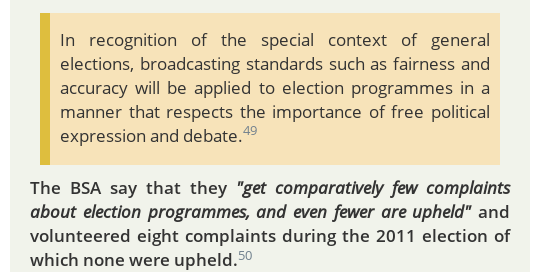 In recognition of the special context of general
elections, broadcasting standards such as fairness and
accuracy will be applied to election programmes in a
manner that respects the importance of free political
expression and debate.49
The BSA say that they "get comparatively few complaints
about election programmes, and even fewer are upheld" and
volunteered eight complaints during the 2011 election of
which none were upheld.50